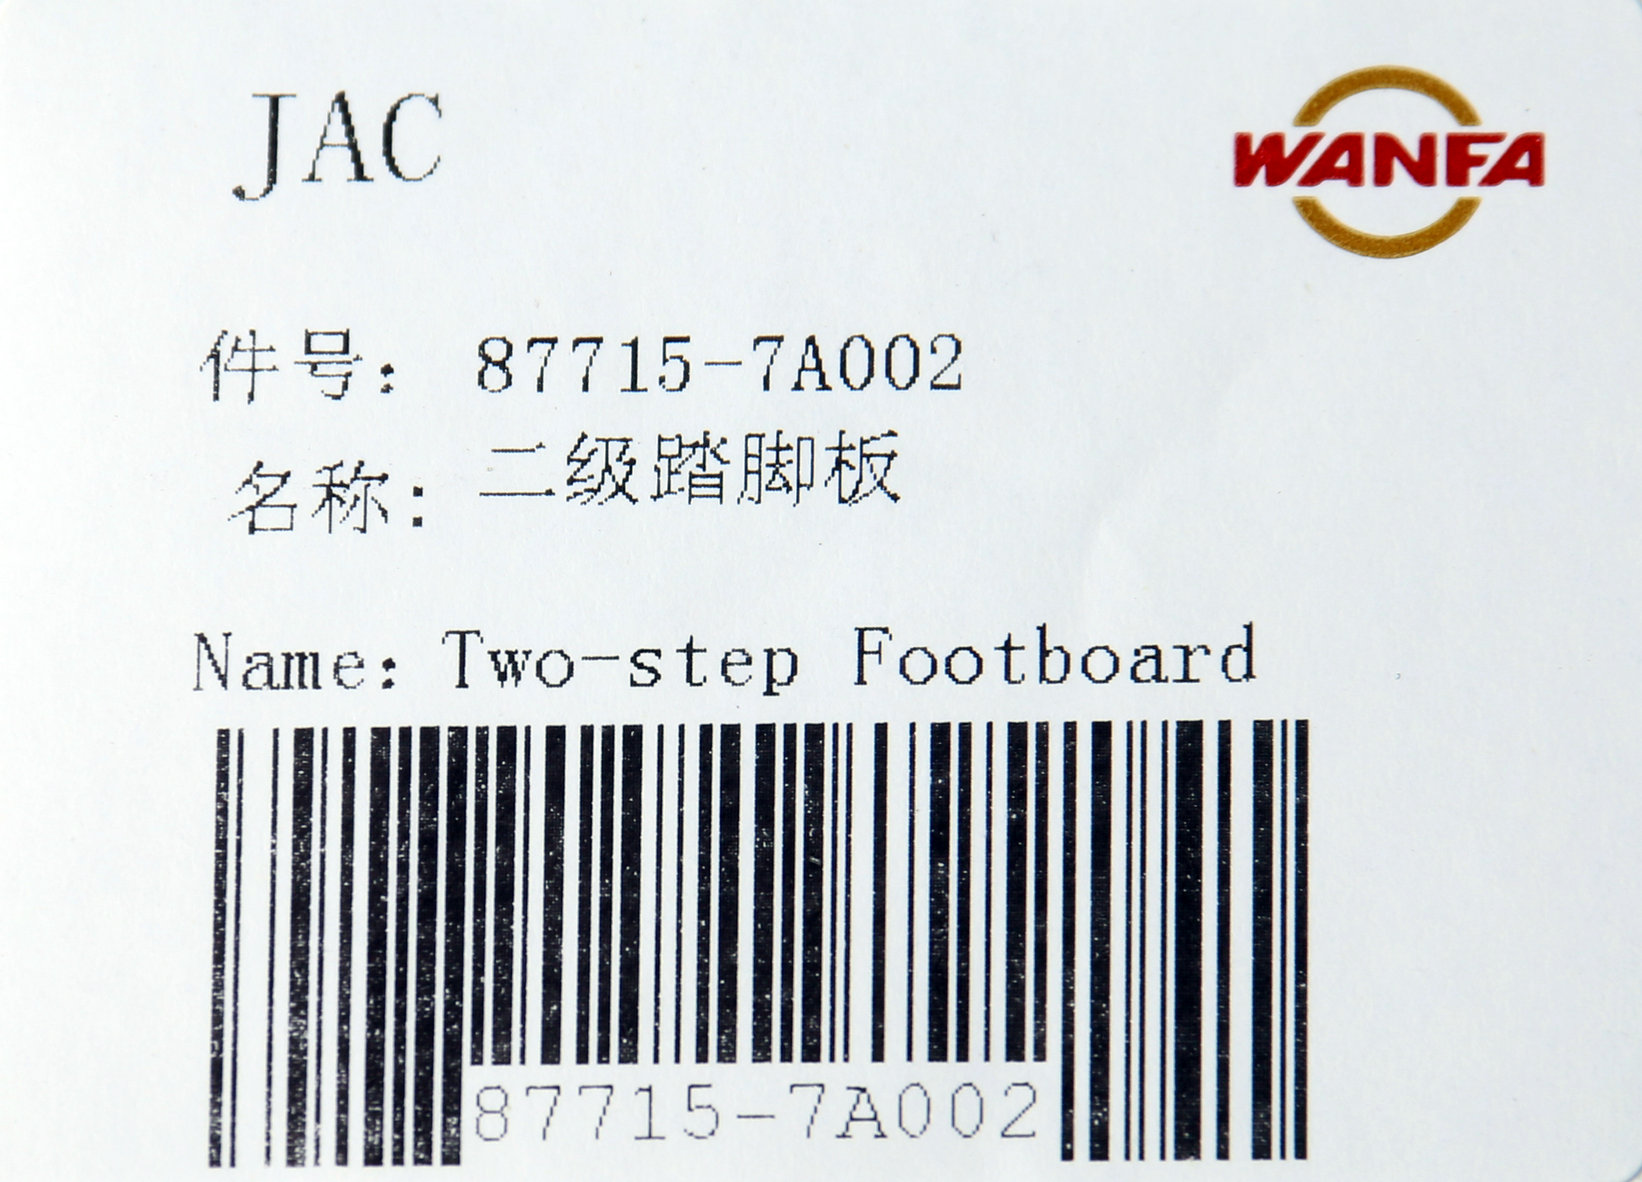 JAC
WANFA
件号: 87715-7A002
名称: 二级踏脚板
Name: Two-step Footboard
87715-7A002